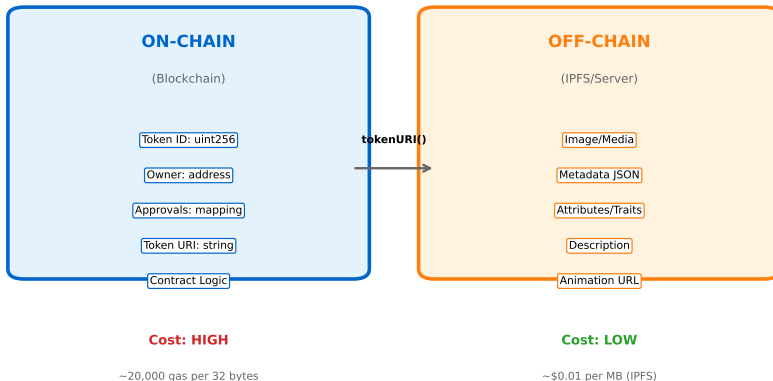 ON-CHAIN
(Blockchain)
Token ID: uint256
Owner: address
Approvals: mapping
Token URI: string
Contract Logic
Cost: HIGH
~20,000 gas per 32 bytes
tokenURI()
OFF-CHAIN
(IPFS/Server)
Image/Media
Metadata JSON
Attributes/Traits
Description
Animation URL
Cost: LOW
~$0.01 per MB (IPFS)